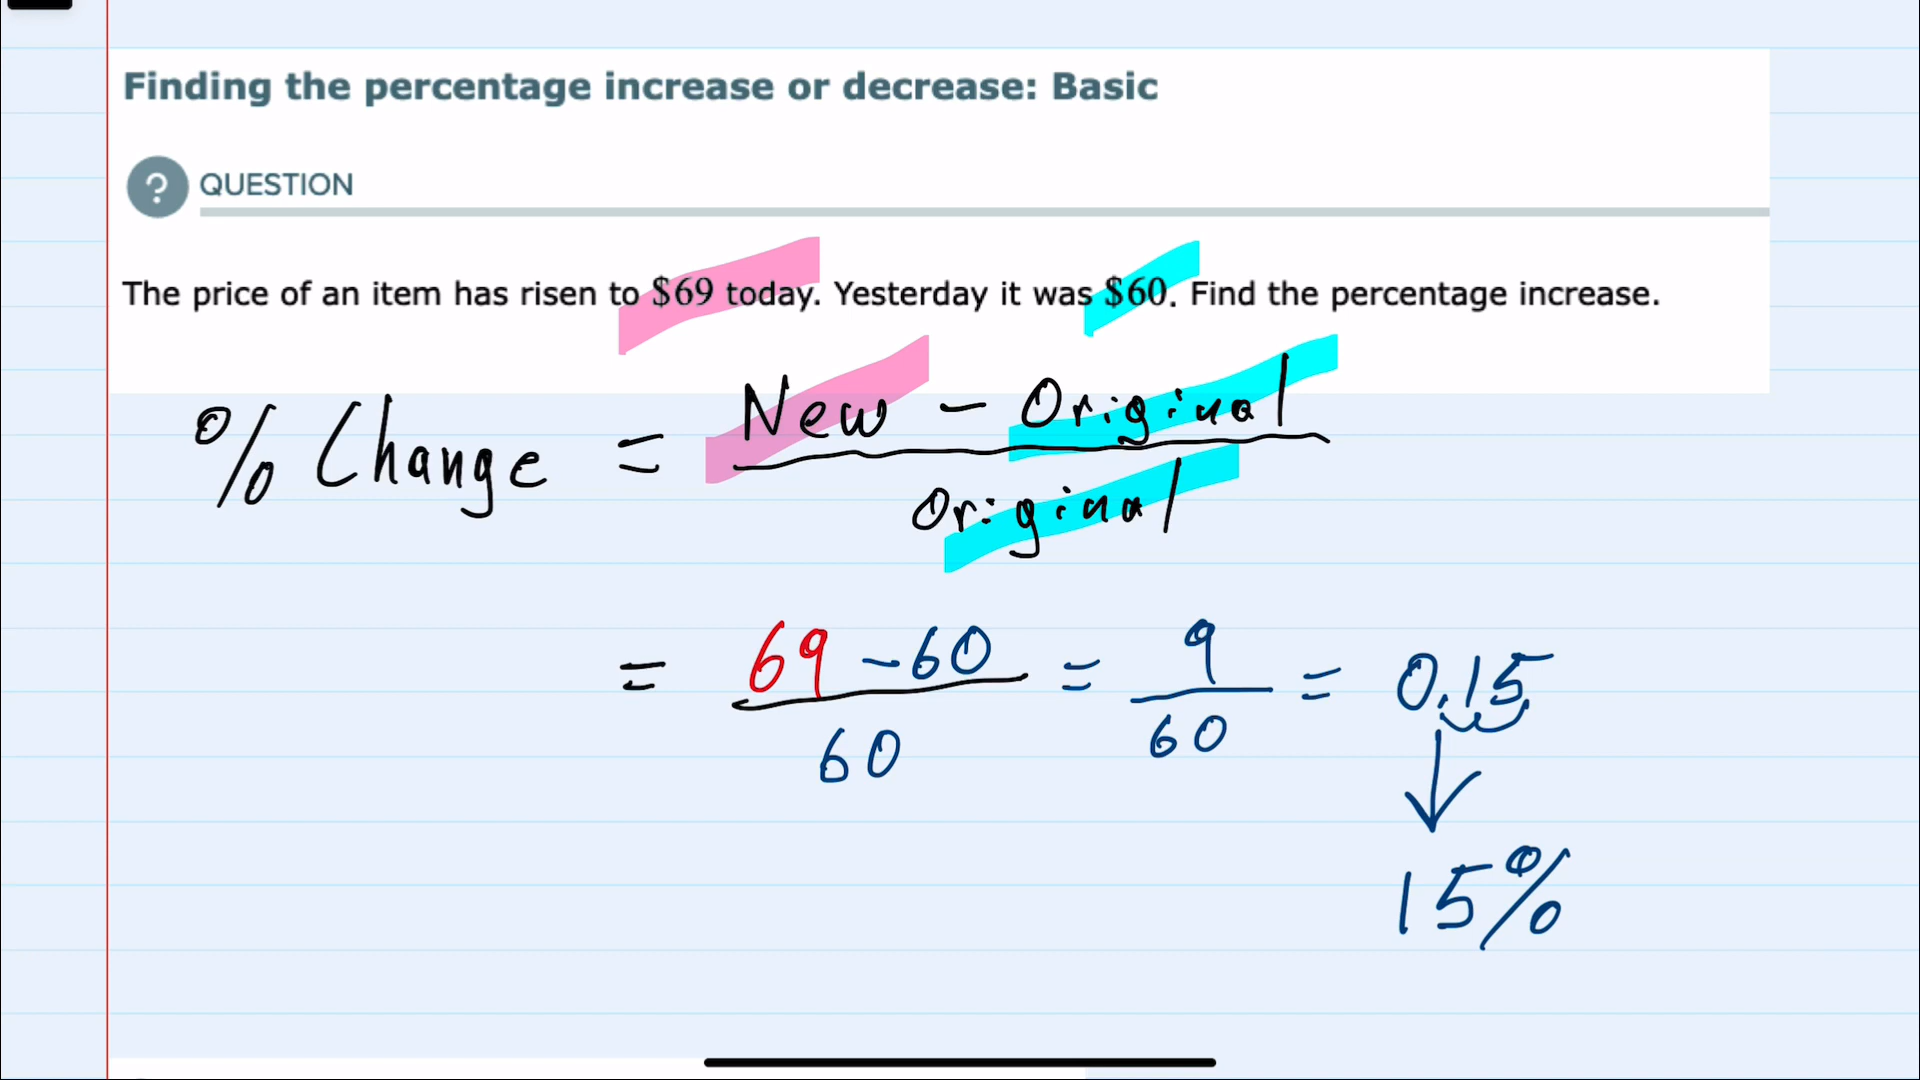 Finding the percentage increase or decrease: Basic
? QUESTION
The price of an item has risen to $69 today. Yesterday it was $60. Find the percentage increase.
% Change = New - Original
Original
= 69 - 60 = 9 = 0.15
60 60
15%